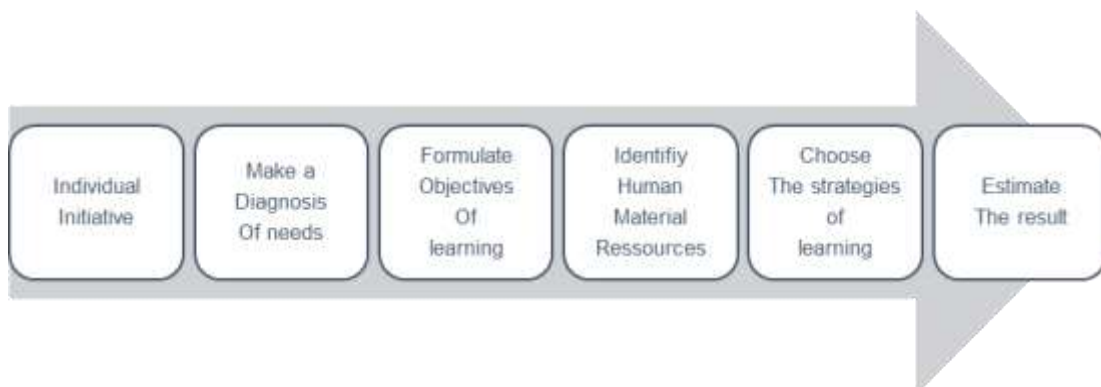 Individual
Initiative
Make a
Diagnosis
Of needs
Formulate
Objectives
Of
learning
Identifiy
Human
Material
Ressources
Choose
The strategies
of
learning
Estimate
The result